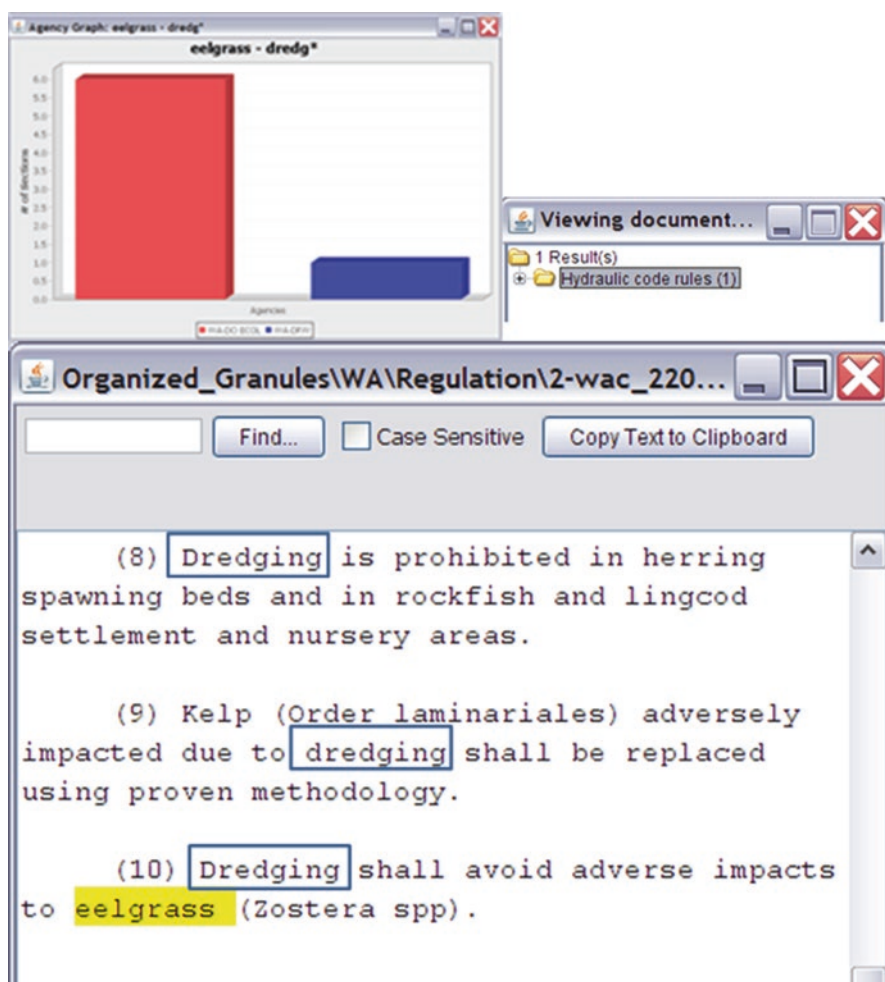 Agency Graph: eelgrass - dredg*
eelgrass - dredg*
# of Sections
6.0
5.5
5.0
4.5
4.0
3.5
3.0
2.5
2.0
1.5
1.0
0.5
0.0
Agencies
WA-DFW
Viewing document...
1 Result(s)
Hydraulic code rules (1)
Organized_Granules\WA\Regulation\2-wac_220...
Find...
Case Sensitive
Copy Text to Clipboard
(8) Dredging is prohibited in herring
spawning beds and in rockfish and lingcod
settlement and nursery areas.
(9) Kelp (Order laminariales) adversely
impacted due to dredging shall be replaced
using proven methodology.
(10) Dredging shall avoid adverse impacts
to eelgrass (Zostera spp).